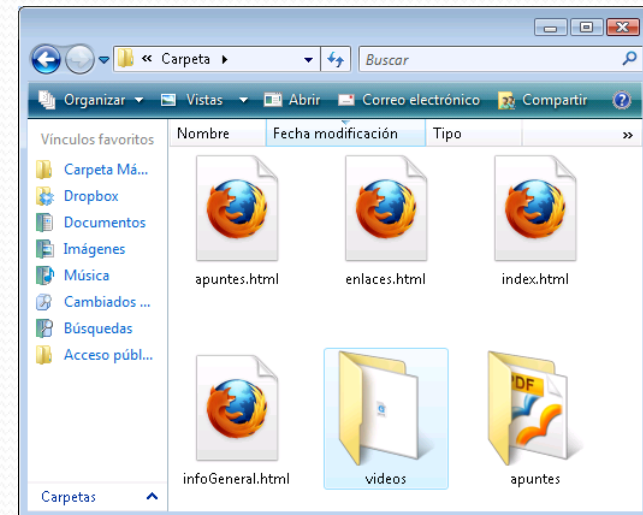 « Carpeta
Buscar
Organizar Vistas Abrir Correo electrónico Compartir
Vínculos favoritos
Carpeta Má...
Dropbox
Documentos
Imágenes
Música
Cambiados ...
Búsquedas
Acceso públ...
Carpetas
Nombre Fecha modificación Tipo »
apuntes.html enlaces.html index.html
PDF
infoGeneral.html videos apuntes